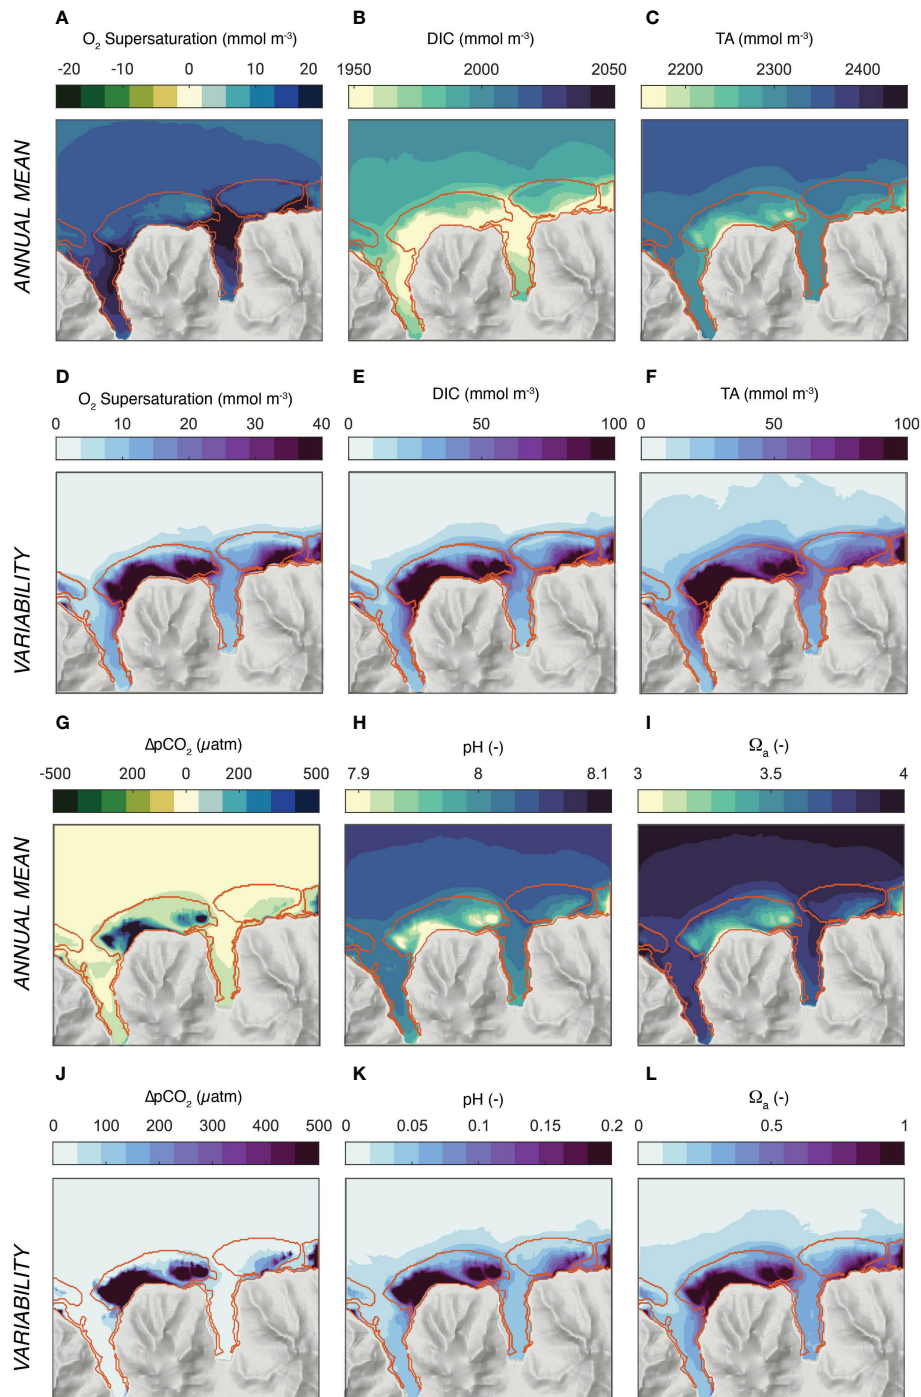 A B C
O2 Supersaturation (mmol m-3) DIC (mmol m-3) TA (mmol m-3)
-20 -10 0 10 20 1950 2000 2050 2200 2300 2400
ANNUAL MEAN
D E F
O2 Supersaturation (mmol m-3) DIC (mmol m-3) TA (mmol m-3)
0 10 20 30 40 0 50 100 0 50 100
VARIABILITY
G H I
ΔpCO2 (µatm) pH (-) Ωa (-)
-500 200 0 200 500 7.9 8 8.1 3 3.5 4
ANNUAL MEAN
J K L
ΔpCO2 (µatm) pH (-) Ωa (-)
0 100 200 300 400 500 0 0.05 0.1 0.15 0.2 0 0.5 1
VARIABILITY